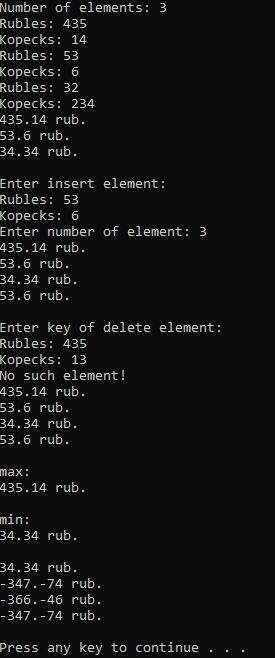 Number of elements: 3
Rubles: 435
Kopecks: 14
Rubles: 53
Kopecks: 6
Rubles: 32
Kopecks: 234
435.14 rub.
53.6 rub.
34.34 rub.
Enter insert element:
Rubles: 53
Kopecks: 6
Enter number of element: 3
435.14 rub.
53.6 rub.
34.34 rub.
53.6 rub.
Enter key of delete element:
Rubles: 435
Kopecks: 13
No such element!
435.14 rub.
53.6 rub.
34.34 rub.
53.6 rub.
max:
435.14 rub.
min:
34.34 rub.
34.34 rub.
-347.-74 rub.
-366.-46 rub.
-347.-74 rub.
Press any key to continue . . .